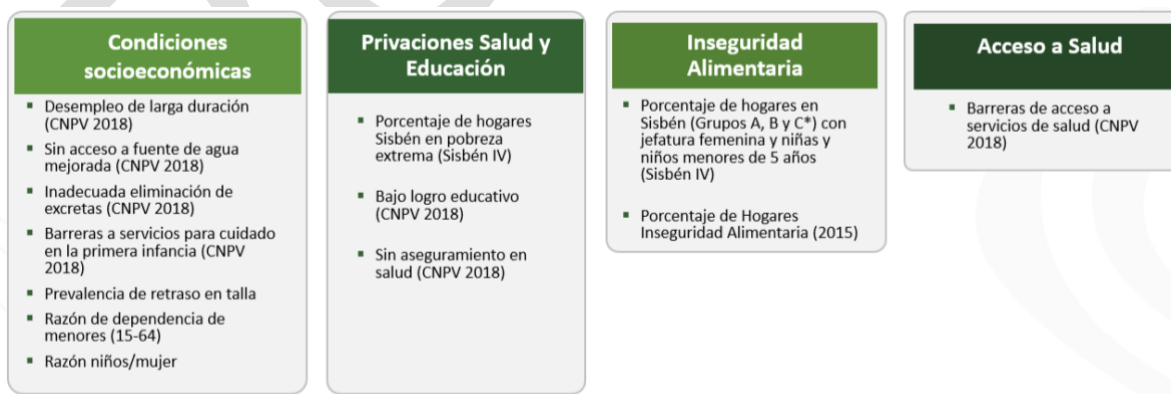 Condiciones
socioeconómicas
▪ Desempleo de larga duración
(CNPV 2018)
▪ Sin acceso a fuente de agua
mejorada (CNPV 2018)
▪ Inadecuada eliminación de
excretas (CNPV 2018)
▪ Barreras a servicios para cuidado
en la primera infancia (CNPV
2018)
▪ Prevalencia de retraso en talla
▪ Razón de dependencia de
menores (15-64)
▪ Razón niños/mujer
Privaciones Salud y
Educación
▪ Porcentaje de hogares
Sisbén en pobreza
extrema (Sisbén IV)
▪ Bajo logro educativo
(CNPV 2018)
▪ Sin aseguramiento en
salud (CNPV 2018)
Inseguridad
Alimentaria
▪ Porcentaje de hogares en
Sisbén (Grupos A, B y C*) con
jefatura femenina y niñas y
niños menores de 5 años
(Sisbén IV)
▪ Porcentaje de Hogares
Inseguridad Alimentaria (2015)
Acceso a Salud
▪ Barreras de acceso a
servicios de salud (CNPV
2018)